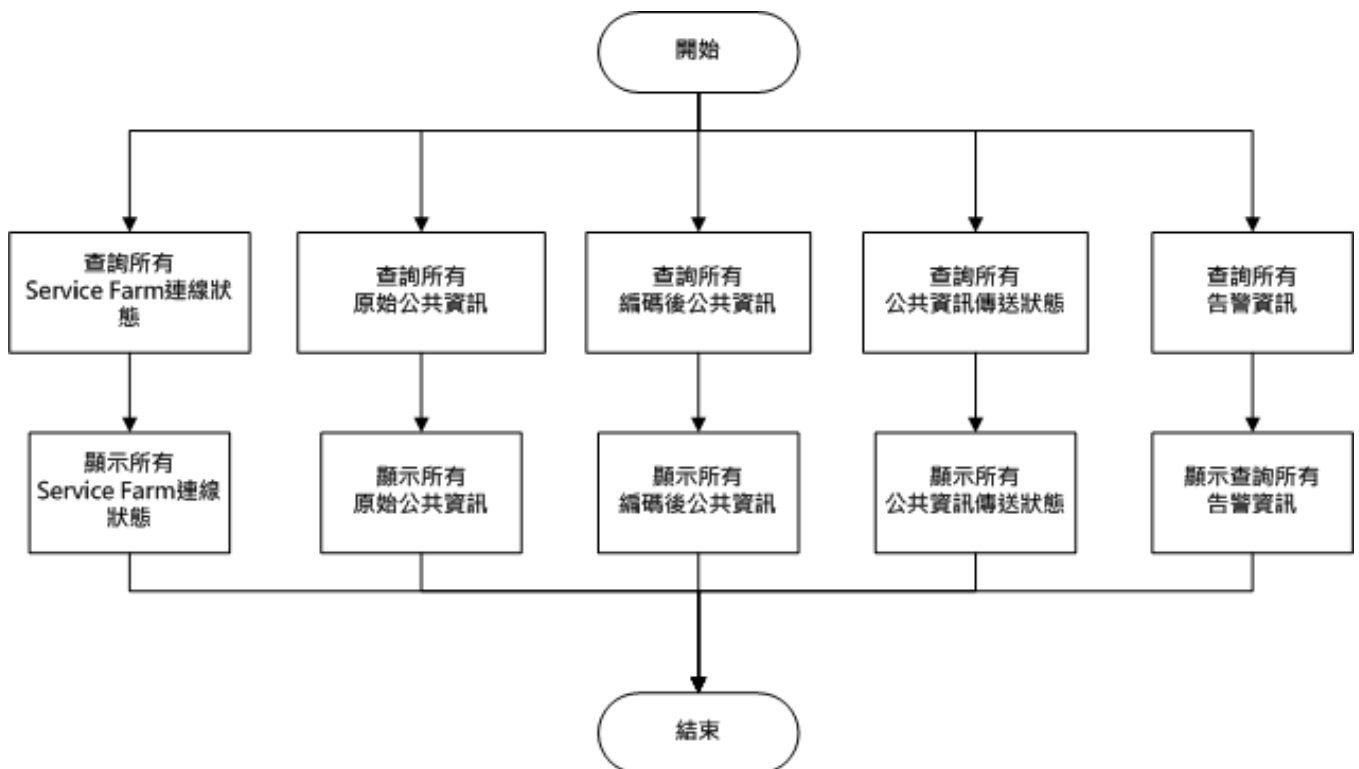 開始
查詢所有
Service Farm連線狀
態
查詢所有
原始公共資訊
查詢所有
編碼後公共資訊
查詢所有
公共資訊傳送狀態
查詢所有
告警資訊
顯示所有
Service Farm連線
狀態
顯示所有
原始公共資訊
顯示所有
編碼後公共資訊
顯示所有
公共資訊傳送狀態
顯示查詢所有
告警資訊
結束